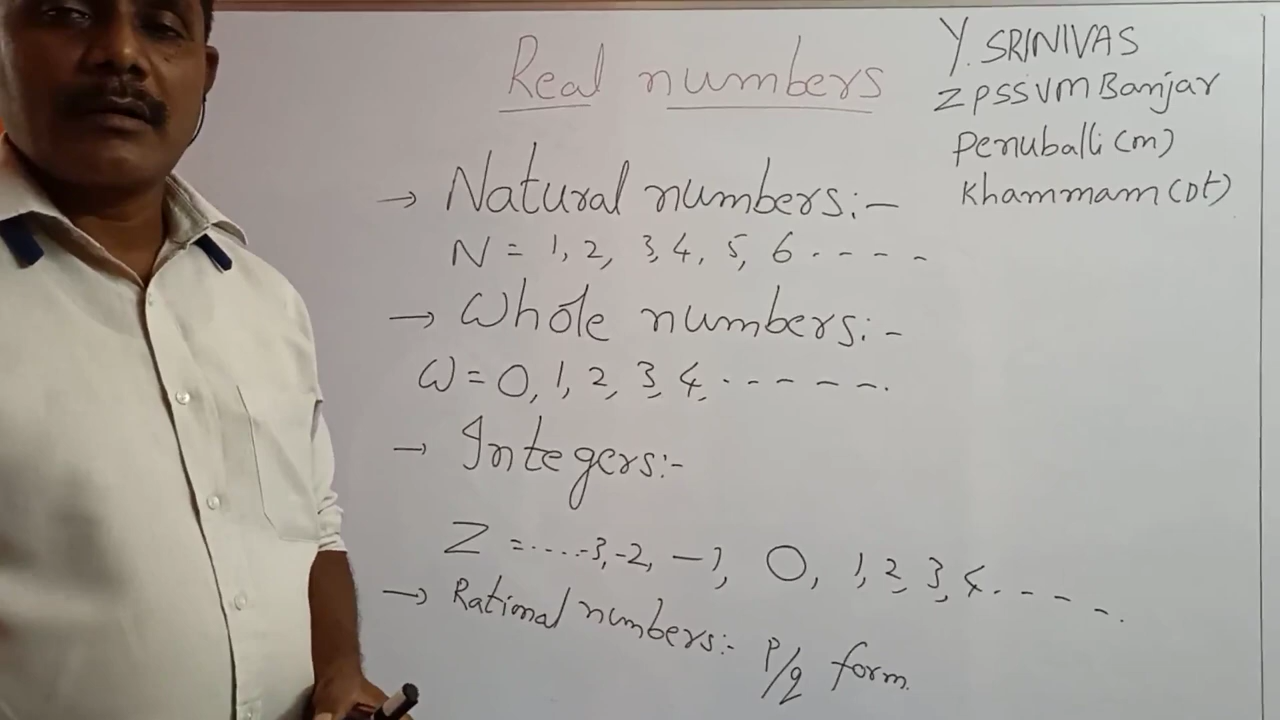 Real numbers
Y. SRINIVAS
ZPSSVM Banjar
Penuballi (m)
Khammam (Dt)
→ Natural numbers:-
N = 1, 2, 3, 4, 5, 6 . - - - -
→ Whole numbers:-
W = 0, 1, 2, 3, 4, . - - - - - .
→ Integers:-
Z = .....-3, -2, -1, 0, 1, 2, 3, 4 . - - - - .
→ Rational numbers:- P/q form.